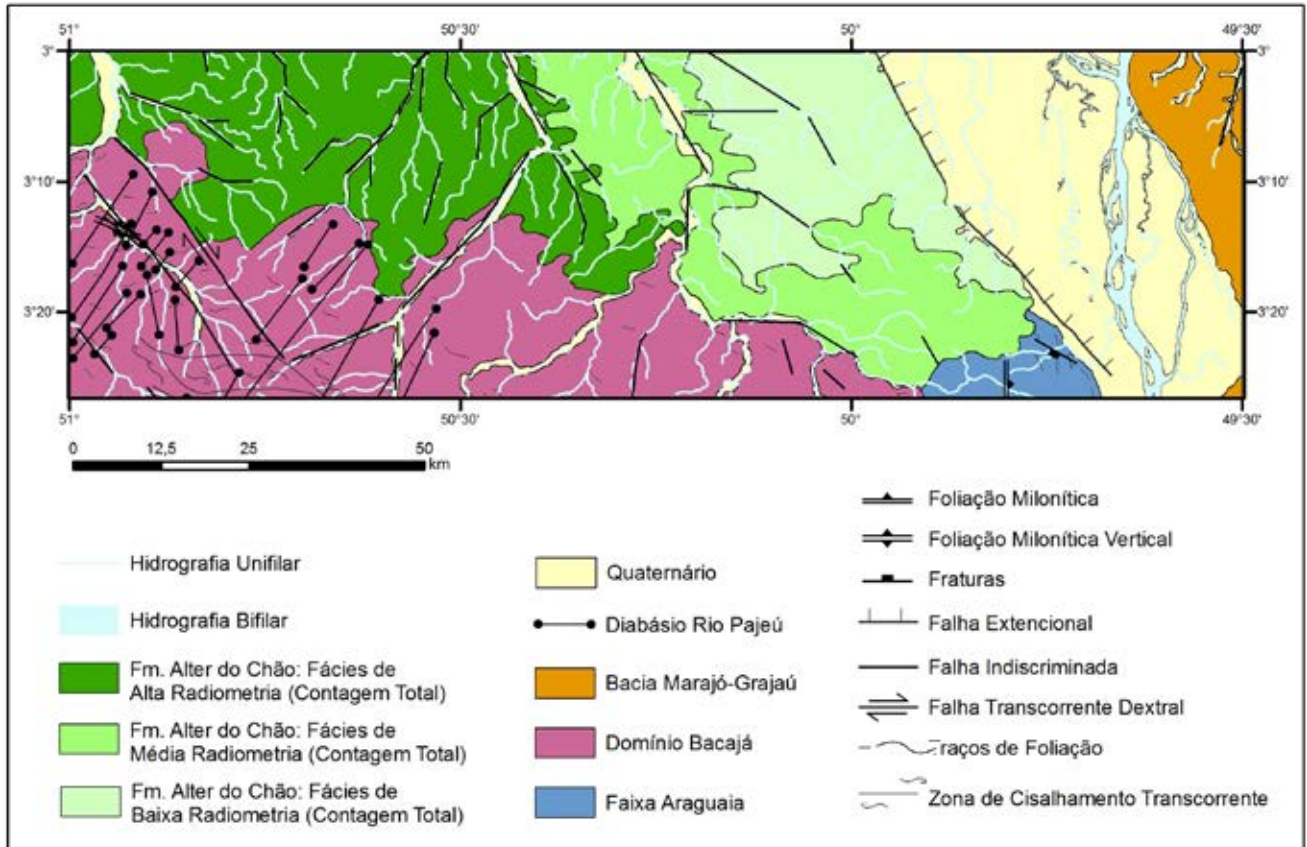 51° 50°30' 50° 49°30'
3° 3°
3°10' 3°10'
3°20' 3°20'
51° 50°30' 50° 49°30'
0 12,5 25 50
km
Hidrografia Unifilar
Hidrografia Bifilar
Fm. Alter do Chão: Fácies de
Alta Radiometria (Contagem Total)
Fm. Alter do Chão: Fácies de
Média Radiometria (Contagem Total)
Fm. Alter do Chão: Fácies de
Baixa Radiometria (Contagem Total)
Quaternário
Diabásio Rio Pajeú
Bacia Marajó-Grajaú
Domínio Bacajá
Faixa Araguaia
Foliação Milonítica
Foliação Milonítica Vertical
Fraturas
Falha Extencional
Falha Indiscriminada
Falha Transcorrente Dextral
Traços de Foliação
Zona de Cisalhamento Transcorrente